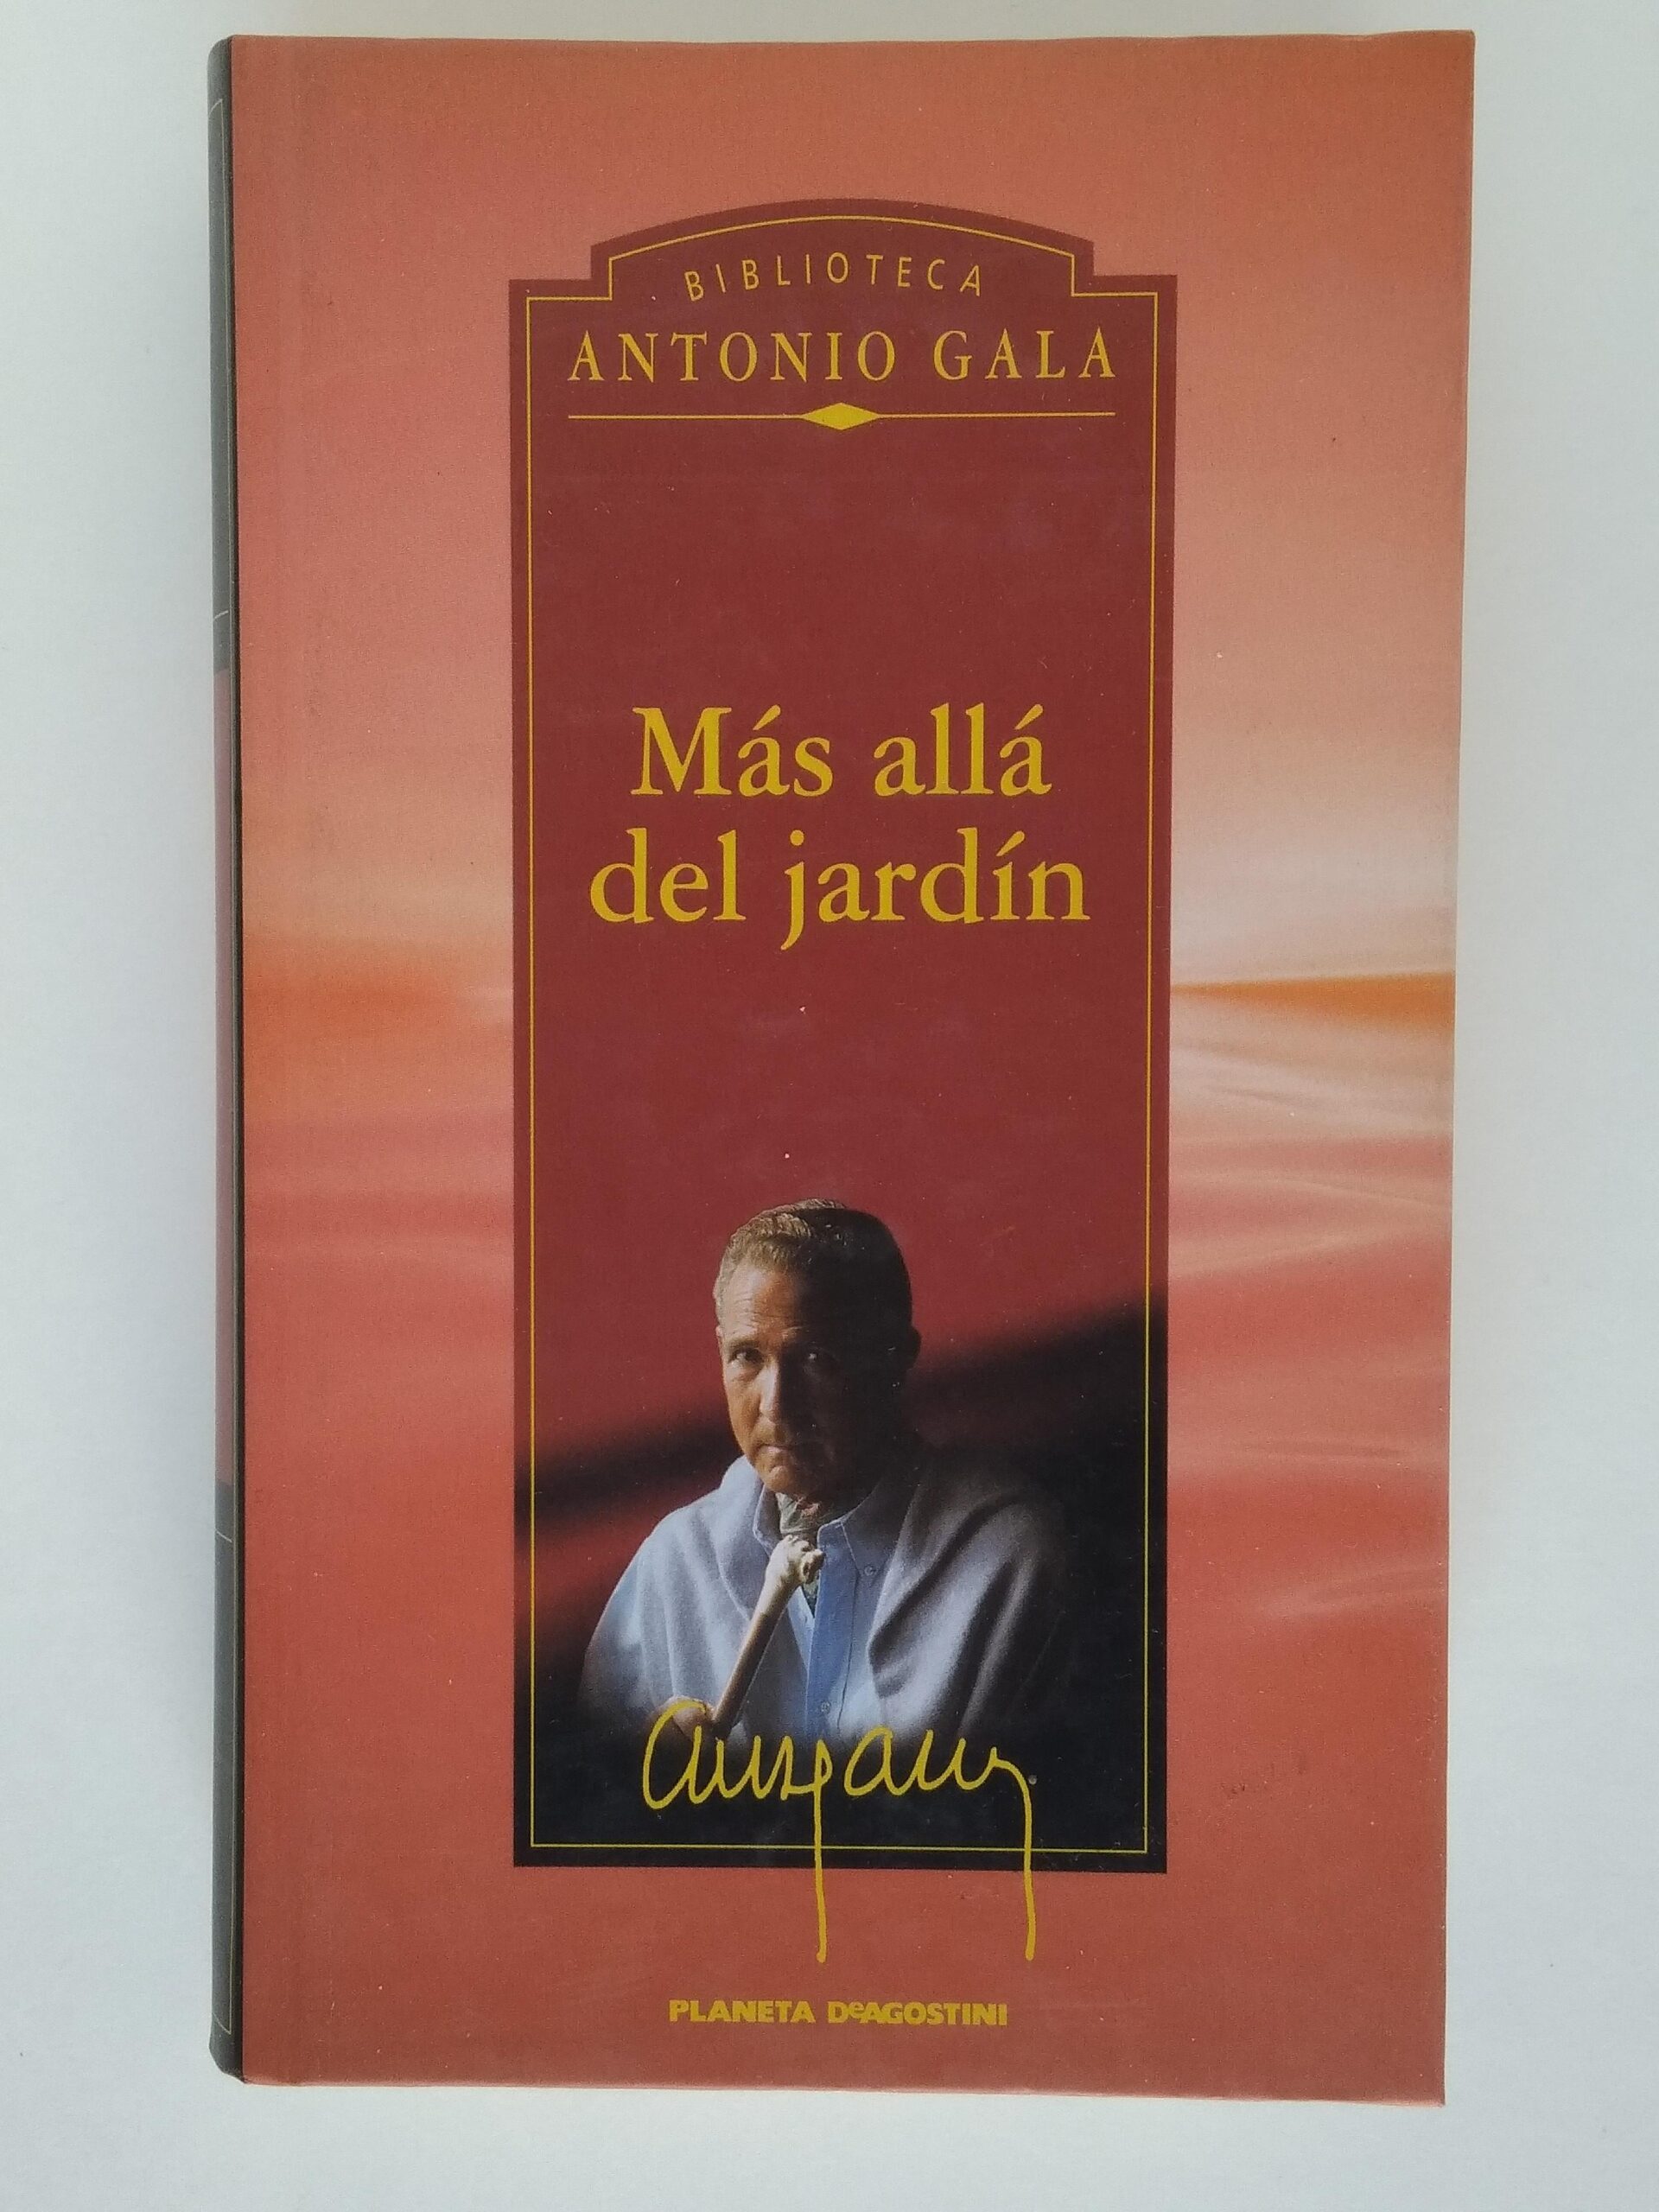 BIBLIOTECA
ANTONIO GALA
Más allá
del jardín
PLANETA DeAGOSTINI